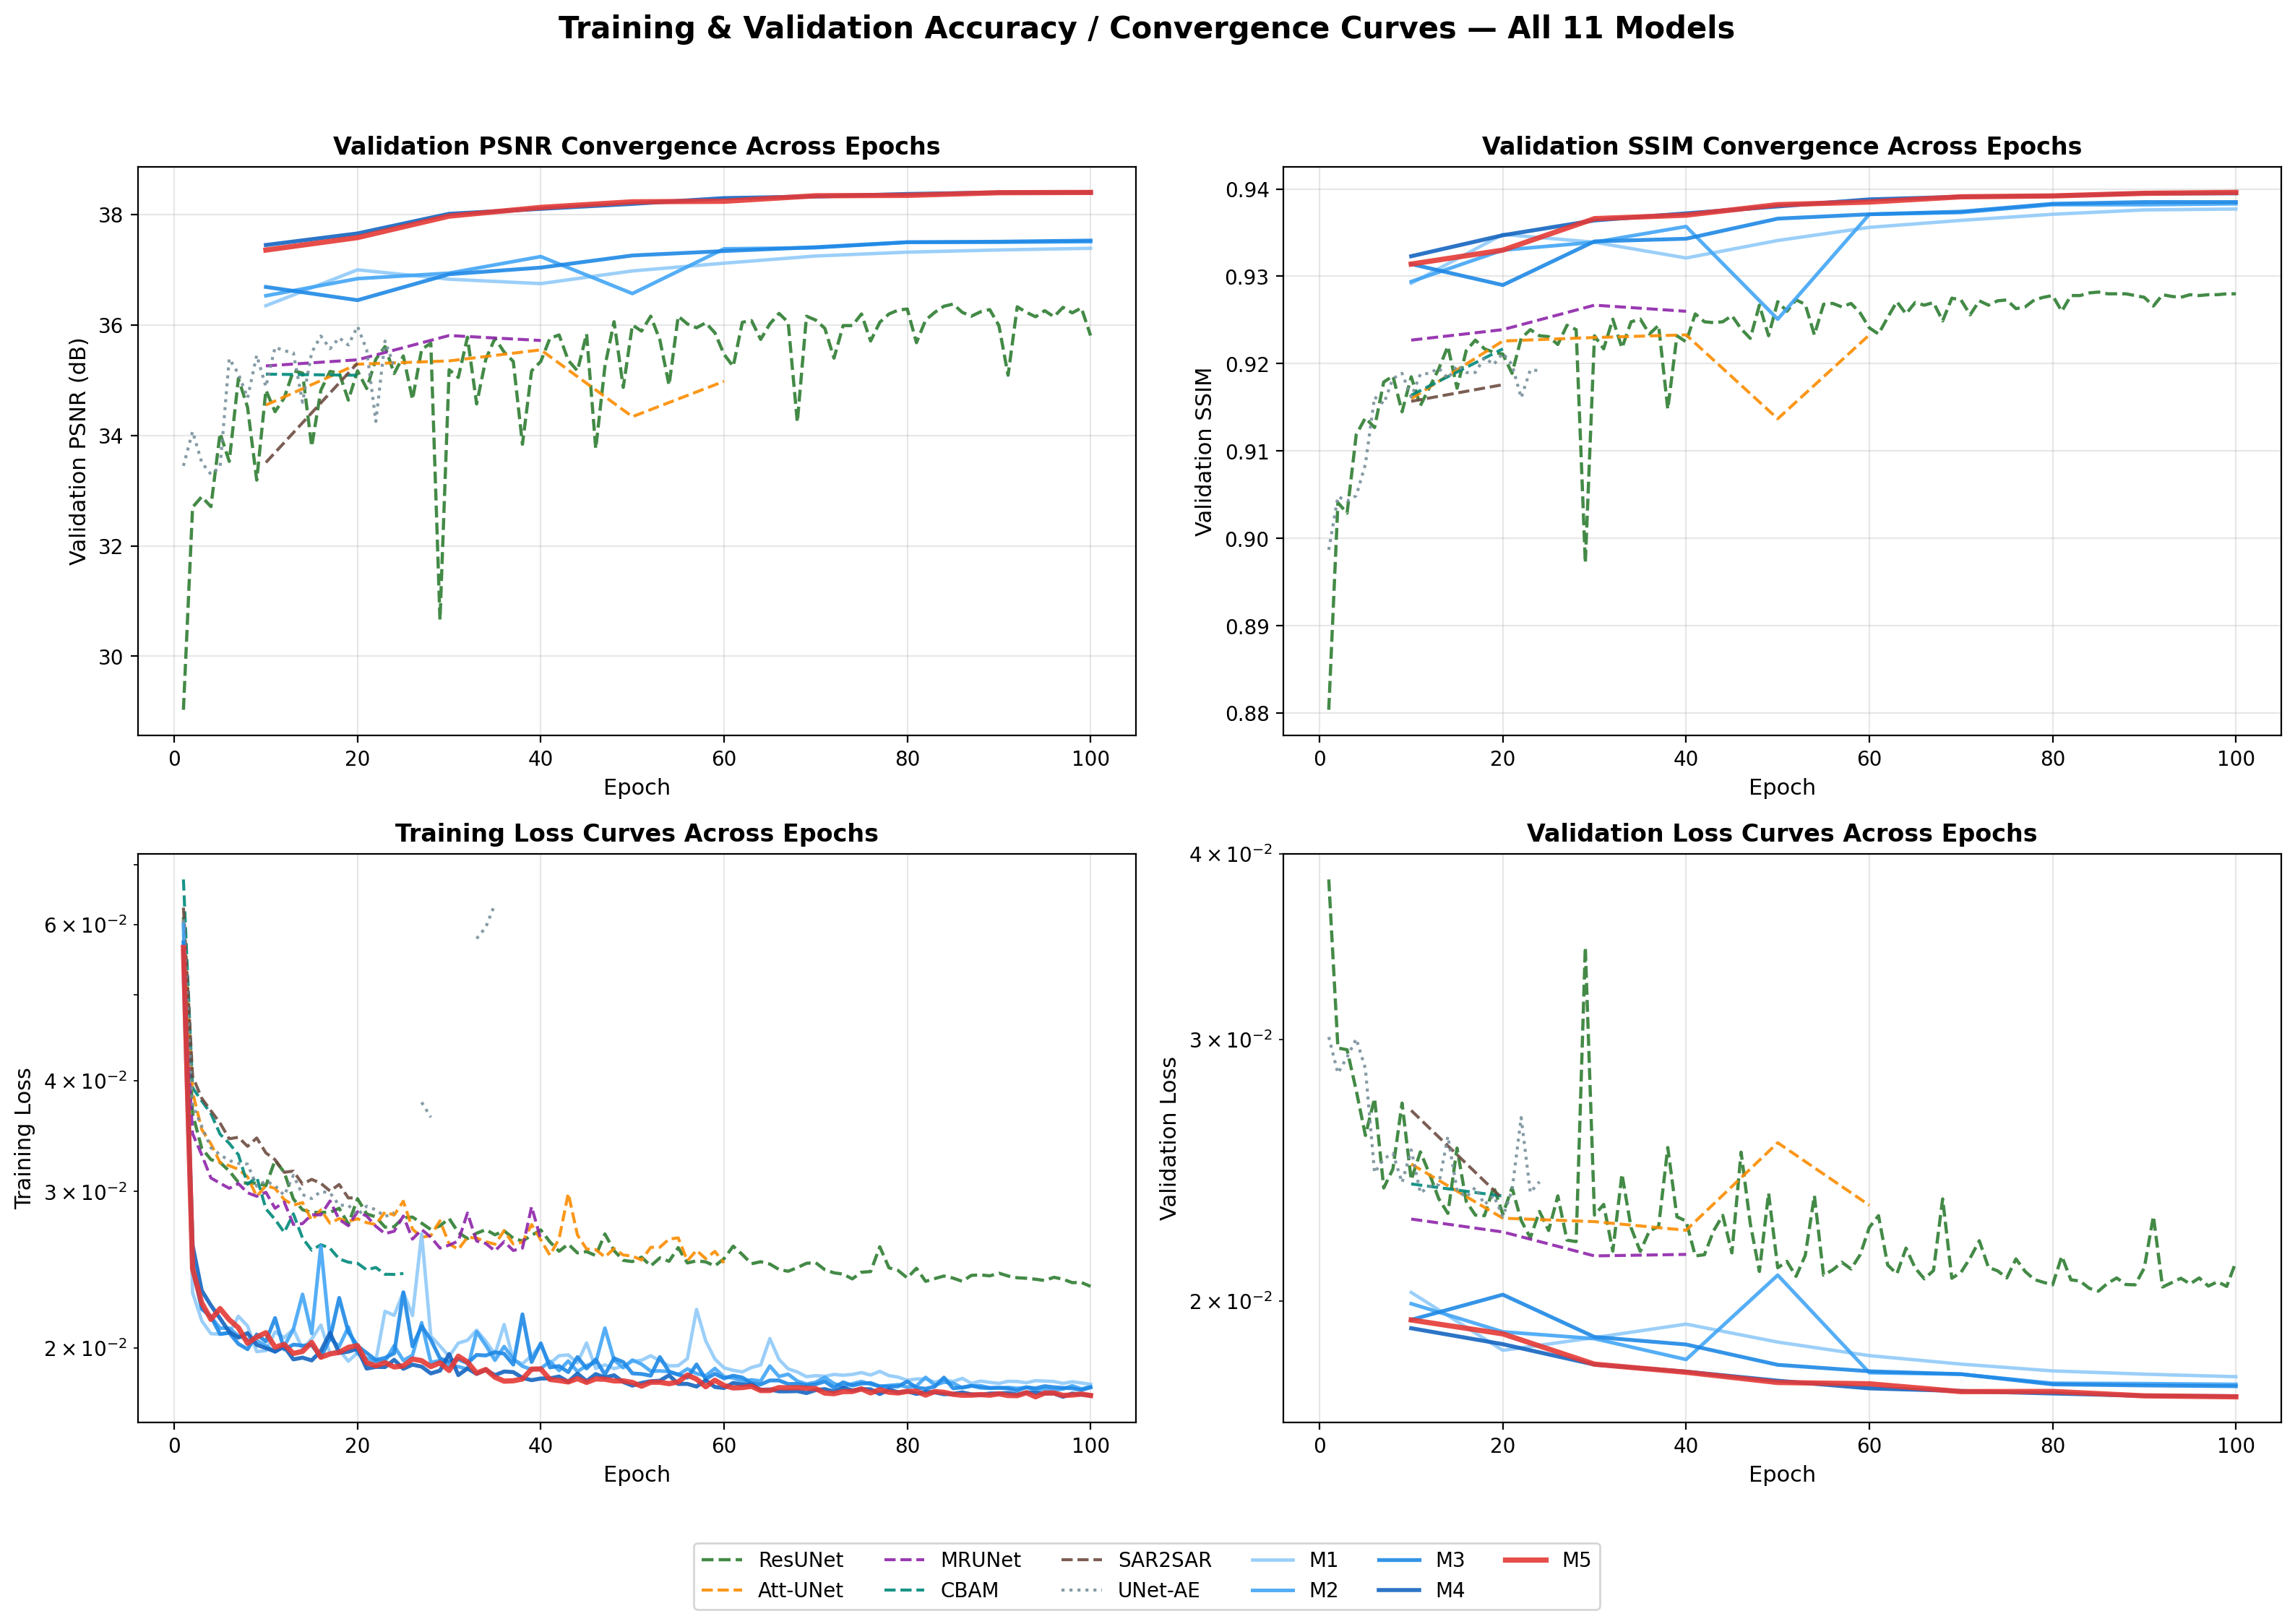 Training & Validation Accuracy / Convergence Curves — All 11 Models
Validation PSNR Convergence Across Epochs
Validation PSNR (dB)
38
36
34
32
30
0 20 40 60 80 100
Epoch
Validation SSIM Convergence Across Epochs
Validation SSIM
0.94
0.93
0.92
0.91
0.90
0.89
0.88
0 20 40 60 80 100
Epoch
Training Loss Curves Across Epochs
Training Loss
6 × 10⁻²
4 × 10⁻²
3 × 10⁻²
2 × 10⁻²
0 20 40 60 80 100
Epoch
Validation Loss Curves Across Epochs
Validation Loss
4 × 10⁻²
3 × 10⁻²
2 × 10⁻²
0 20 40 60 80 100
Epoch
ResUNet MRUNet SAR2SAR M1 M3 M5
Att-UNet CBAM UNet-AE M2 M4